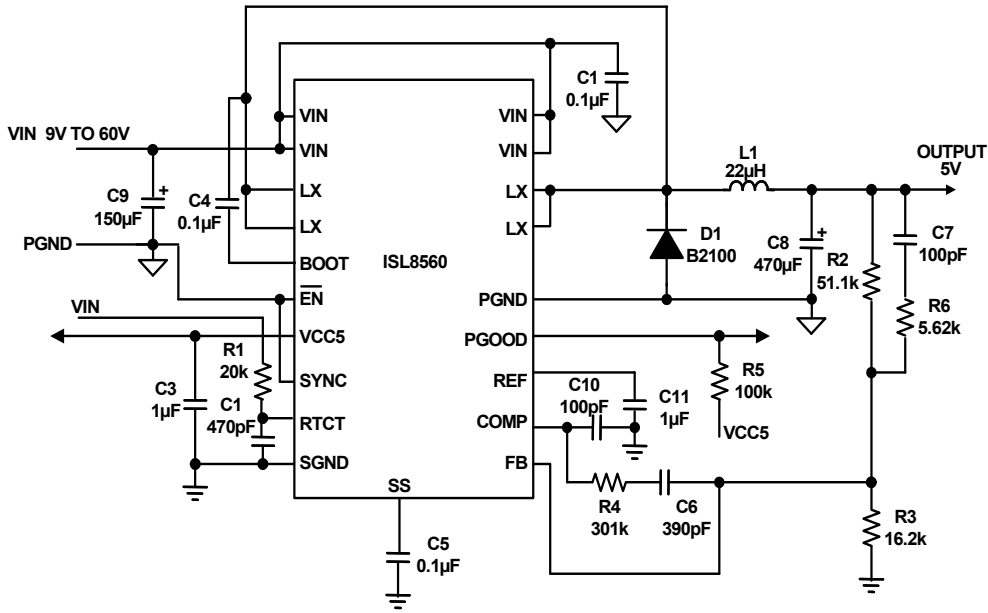 C1
0.1µF
VIN
VIN
VIN 9V TO 60V
VIN
VIN
L1
22µH
OUTPUT
5V
C9
150µF
+
C4
0.1µF
LX
LX
LX
LX
D1
B2100
C8
470µF
+
R2
51.1k
C7
100pF
PGND
BOOT
ISL8560
EN
PGND
R6
5.62k
VIN
VCC5
PGOOD
R1
20k
R5
100k
REF
C3
1µF
SYNC
C10
100pF
C11
1µF
C1
470pF
RTCT
COMP
VCC5
SGND
FB
SS
R4
301k
C6
390pF
R3
16.2k
C5
0.1µF